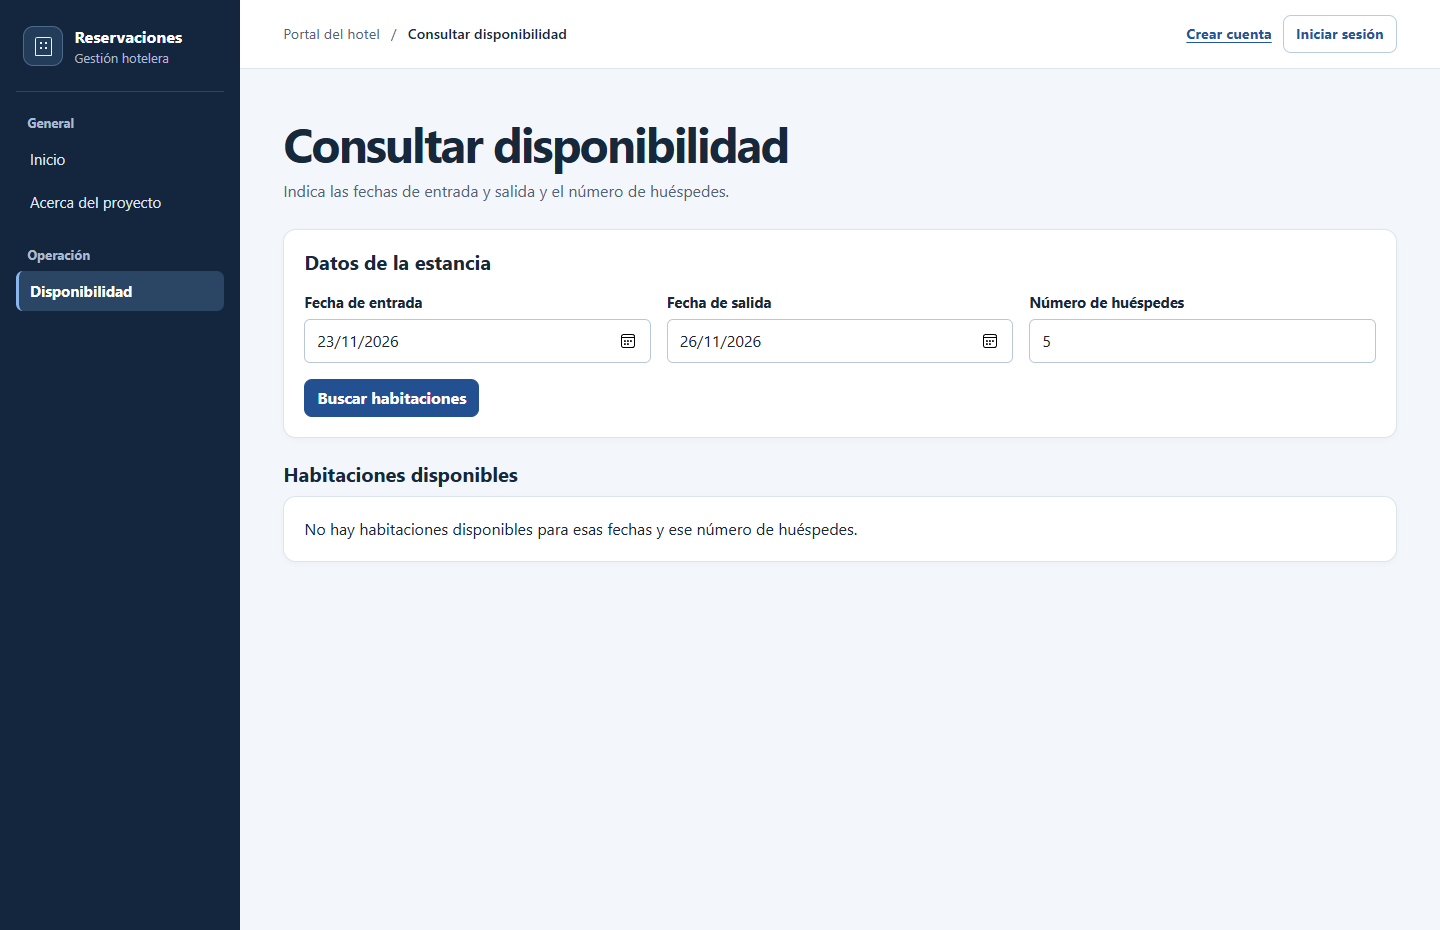 Reservaciones
Gestión hotelera
General
Inicio
Acerca del proyecto
Operación
Disponibilidad
Portal del hotel / Consultar disponibilidad
Crear cuenta
Iniciar sesión
Consultar disponibilidad
Indica las fechas de entrada y salida y el número de huéspedes.
Datos de la estancia
Fecha de entrada
23/11/2026
Fecha de salida
26/11/2026
Número de huéspedes
5
Buscar habitaciones
Habitaciones disponibles
No hay habitaciones disponibles para esas fechas y ese número de huéspedes.